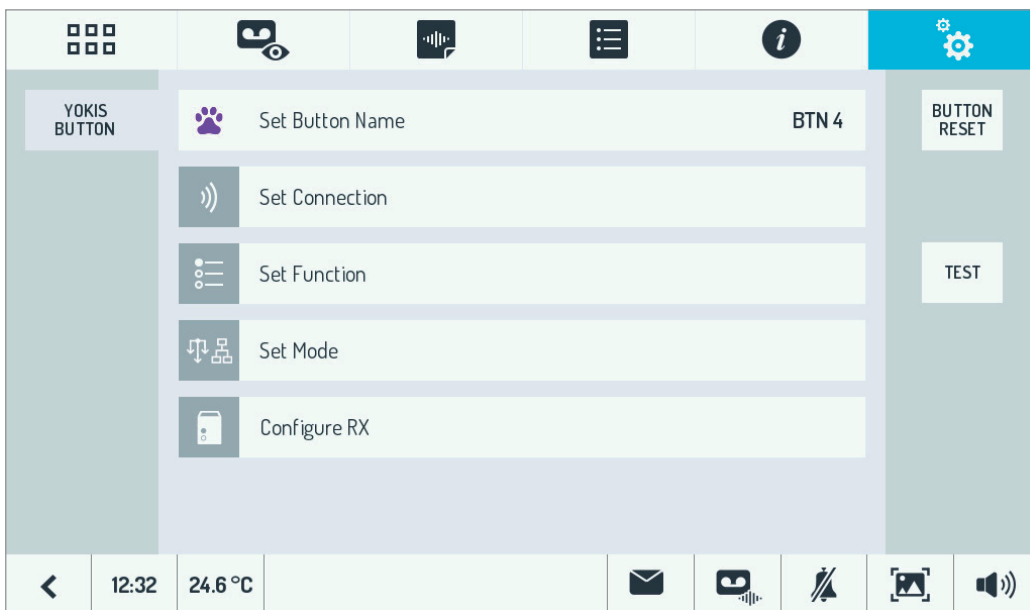 YOKIS
BUTTON
Set Button Name
BTN 4
BUTTON
RESET
Set Connection
Set Function
TEST
Set Mode
Configure RX
12:32
24.6 °C